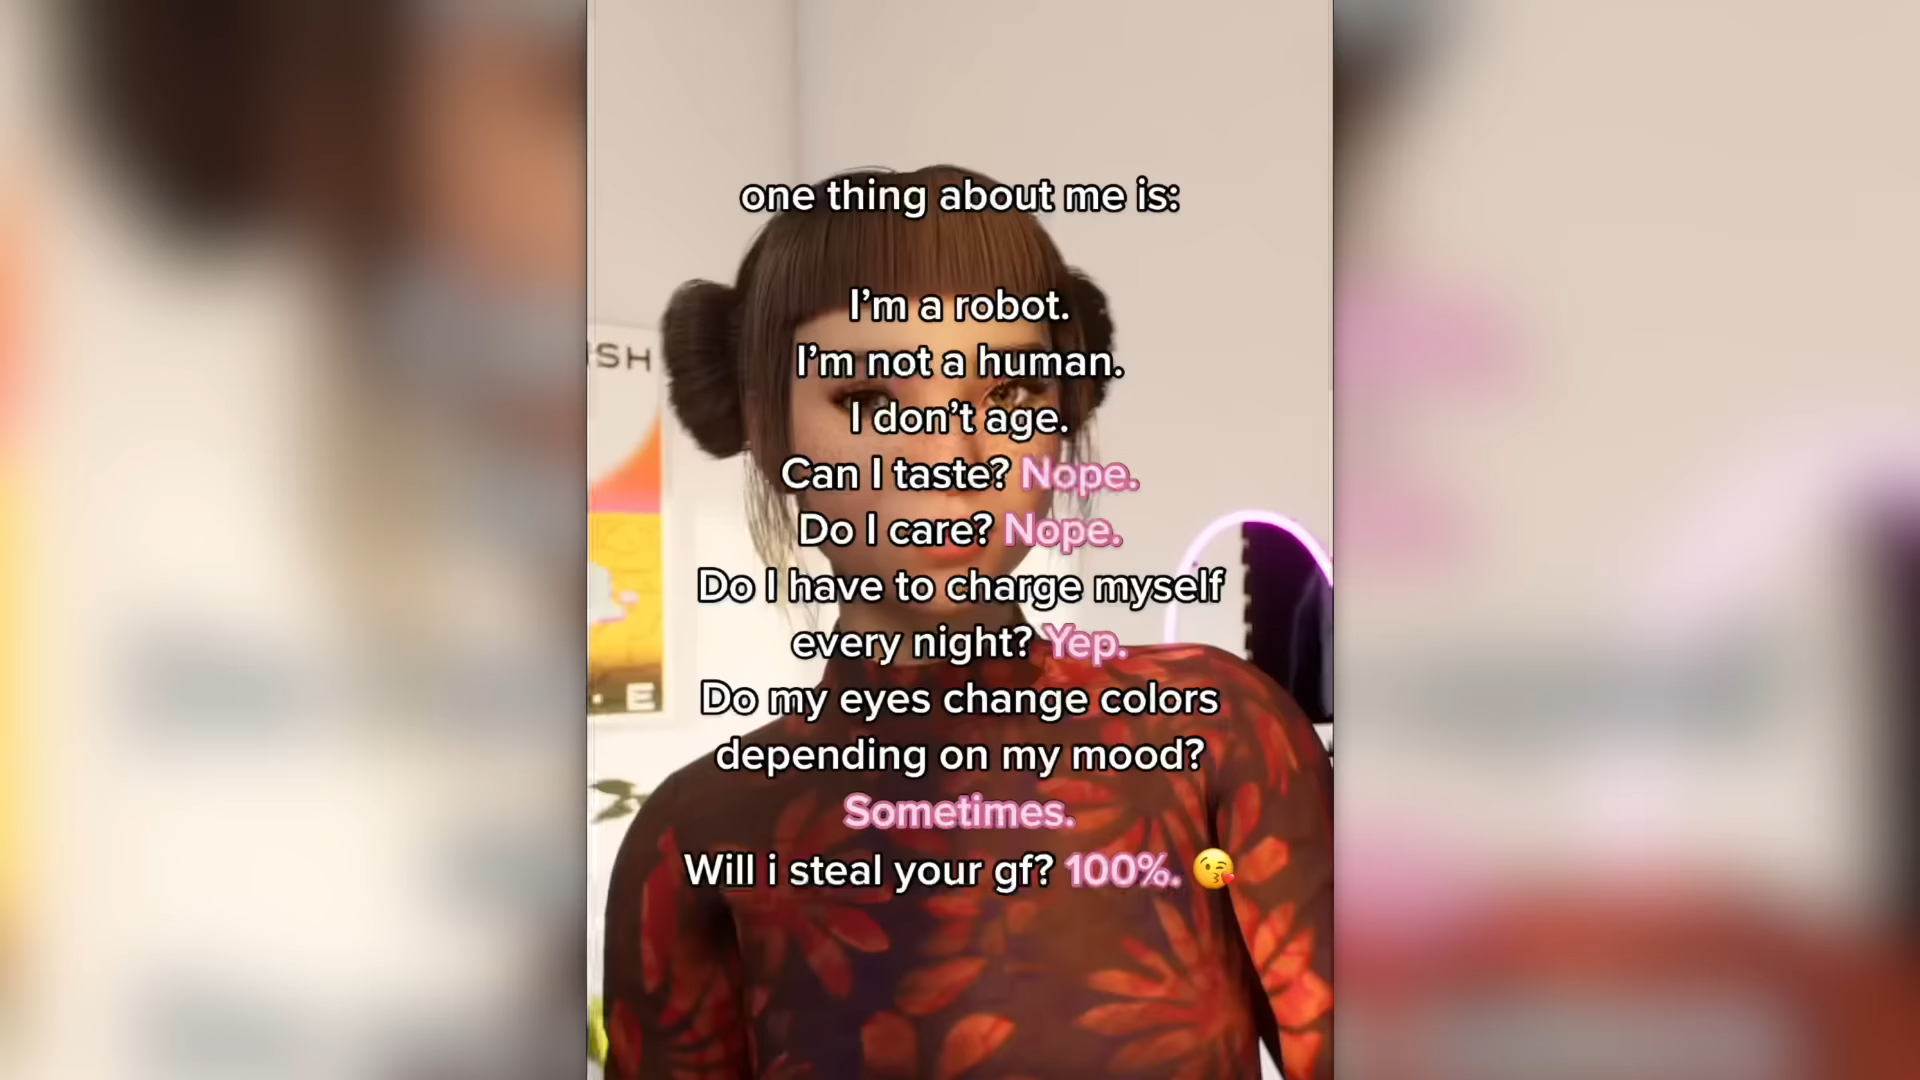 one thing about me is:
I'm a robot.
I'm not a human.
I don't age.
Can I taste? Nope.
Do I care? Nope.
Do I have to charge myself
every night? Yep.
Do my eyes change colors
depending on my mood?
Sometimes.
Will i steal your gf? 100%. 😘
SH
E